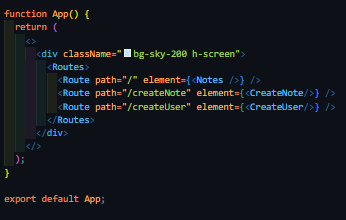 function App() {
  return (
    <>
      <div className="bg-sky-200 h-screen">
        <Routes>
          <Route path="/" element={<Notes />} />
          <Route path="/createNote" element={<CreateNote/>} />
          <Route path="/createUser" element={<CreateUser/>} />
        </Routes>
      </div>
    </>
  );
}

export default App;